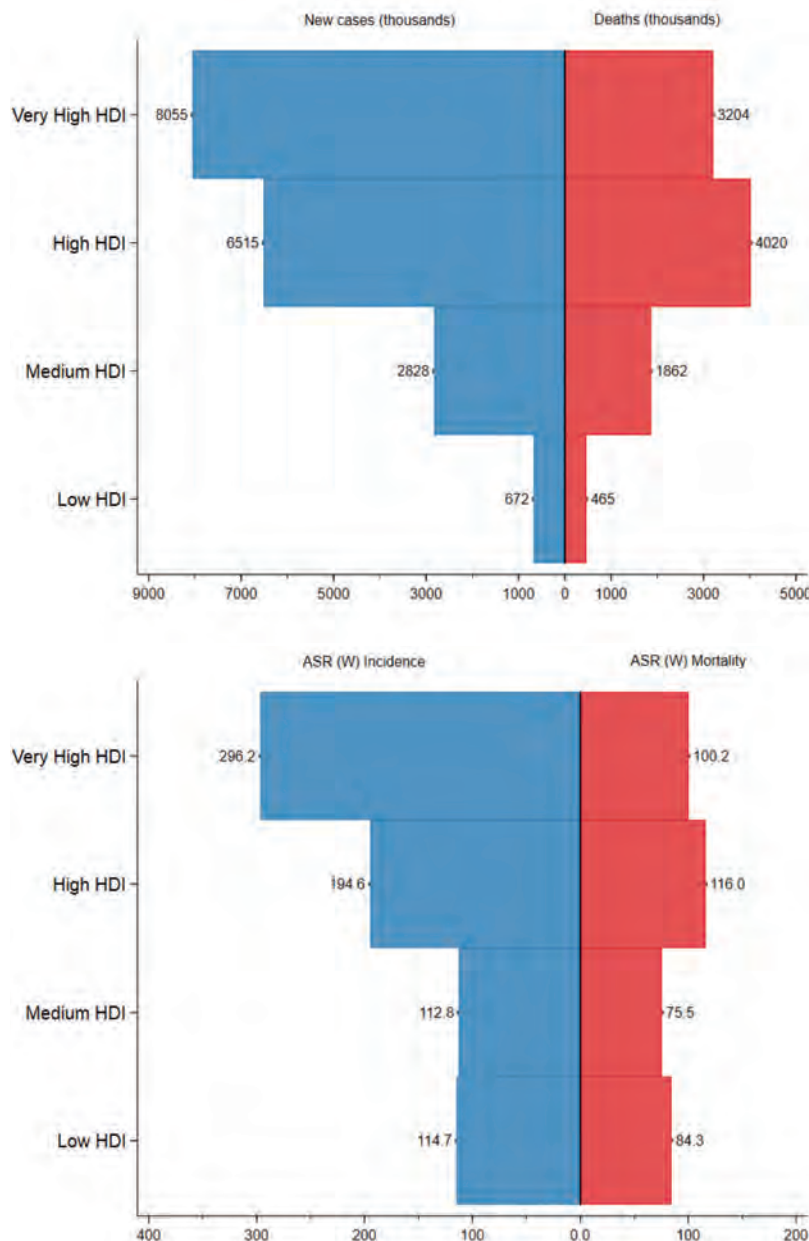 New cases (thousands) Deaths (thousands)
Very High HDI 8055 3204
High HDI 6515 4020
Medium HDI 2828 1862
Low HDI 672 465
9000 7000 5000 3000 1000 0 1000 3000 5000
ASR (W) Incidence ASR (W) Mortality
Very High HDI 296.2 100.2
High HDI 194.6 116.0
Medium HDI 112.8 75.5
Low HDI 114.7 84.3
400 300 200 100 0 0 100 200